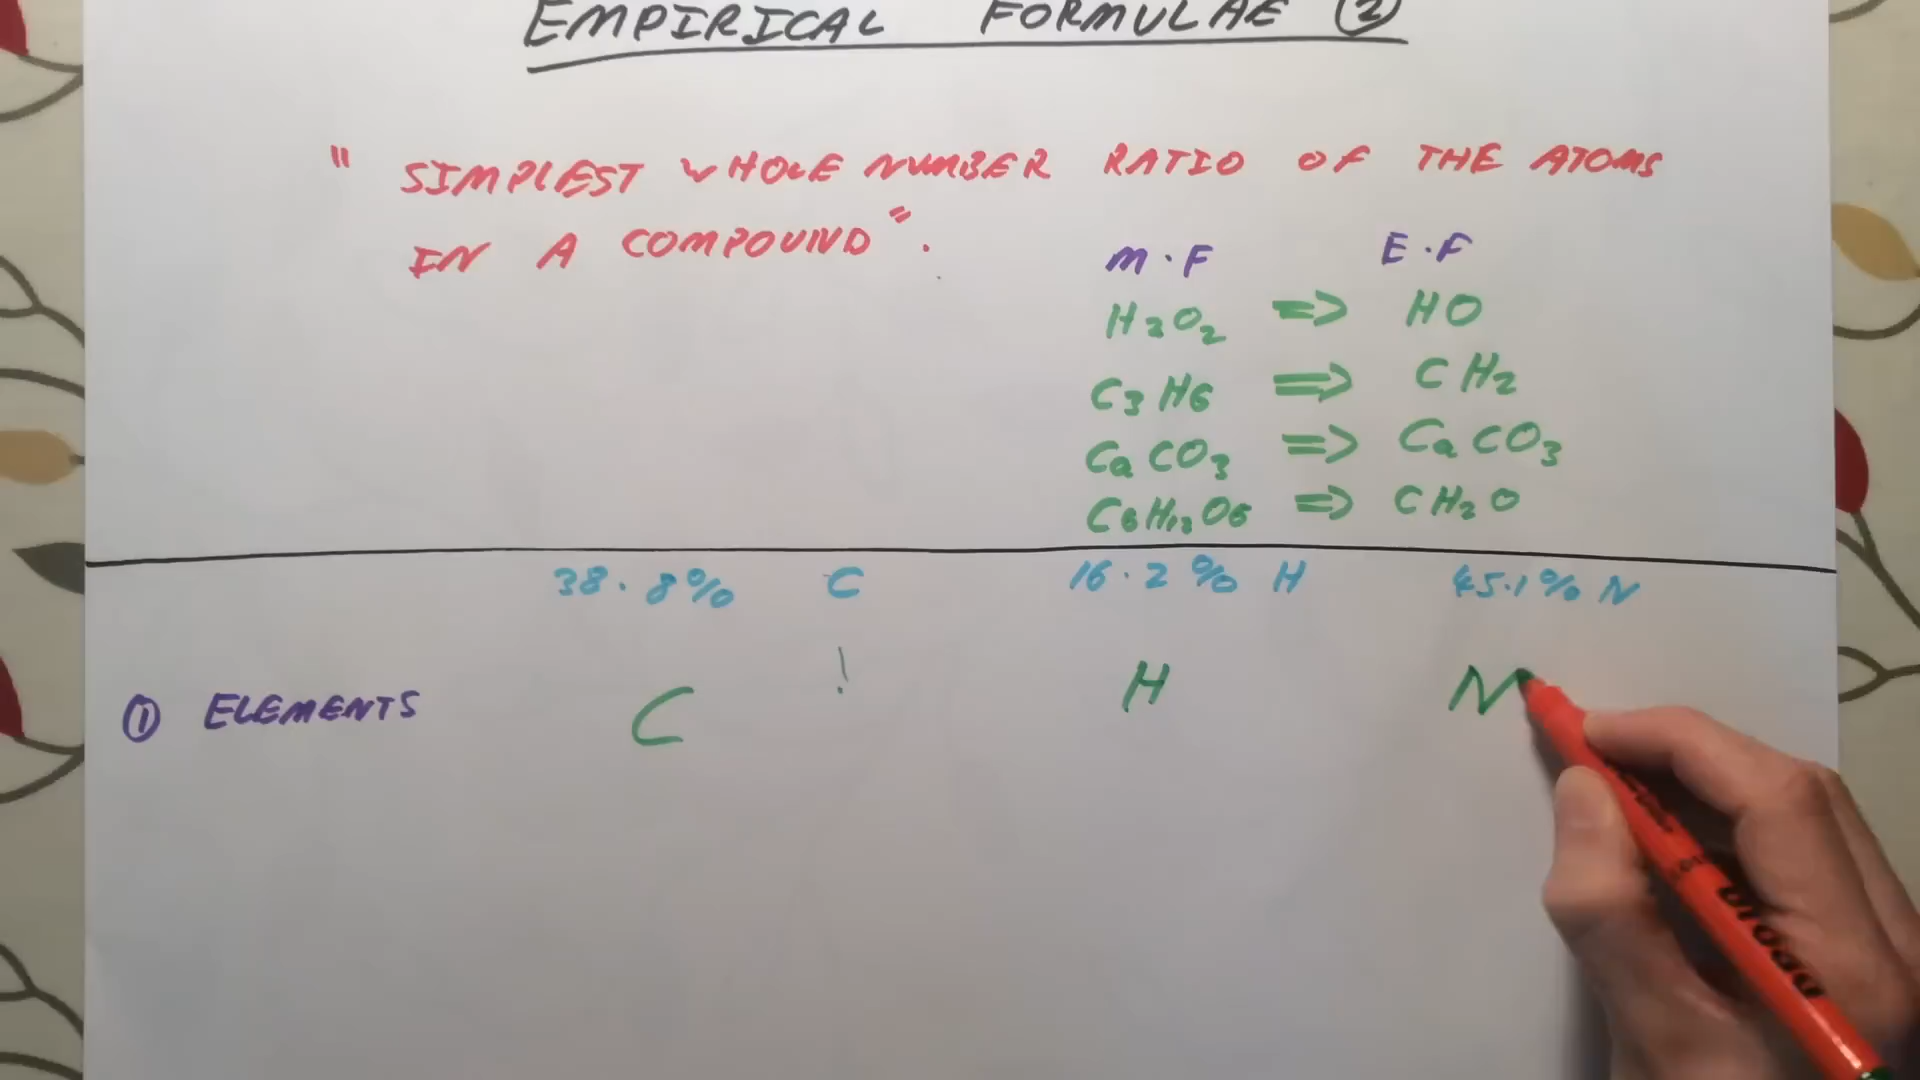 EMPIRICAL FORMULAE ②
" SIMPLEST WHOLE NUMBER RATIO OF THE ATOMS
IN A COMPOUND".
M.F E.F
H2O2 => HO
C3H6 => CH2
CaCO3 => CaCO3
C6H12O6 => CH2O
38.8% C 16.2% H 45.1% N
① ELEMENTS C ! H N